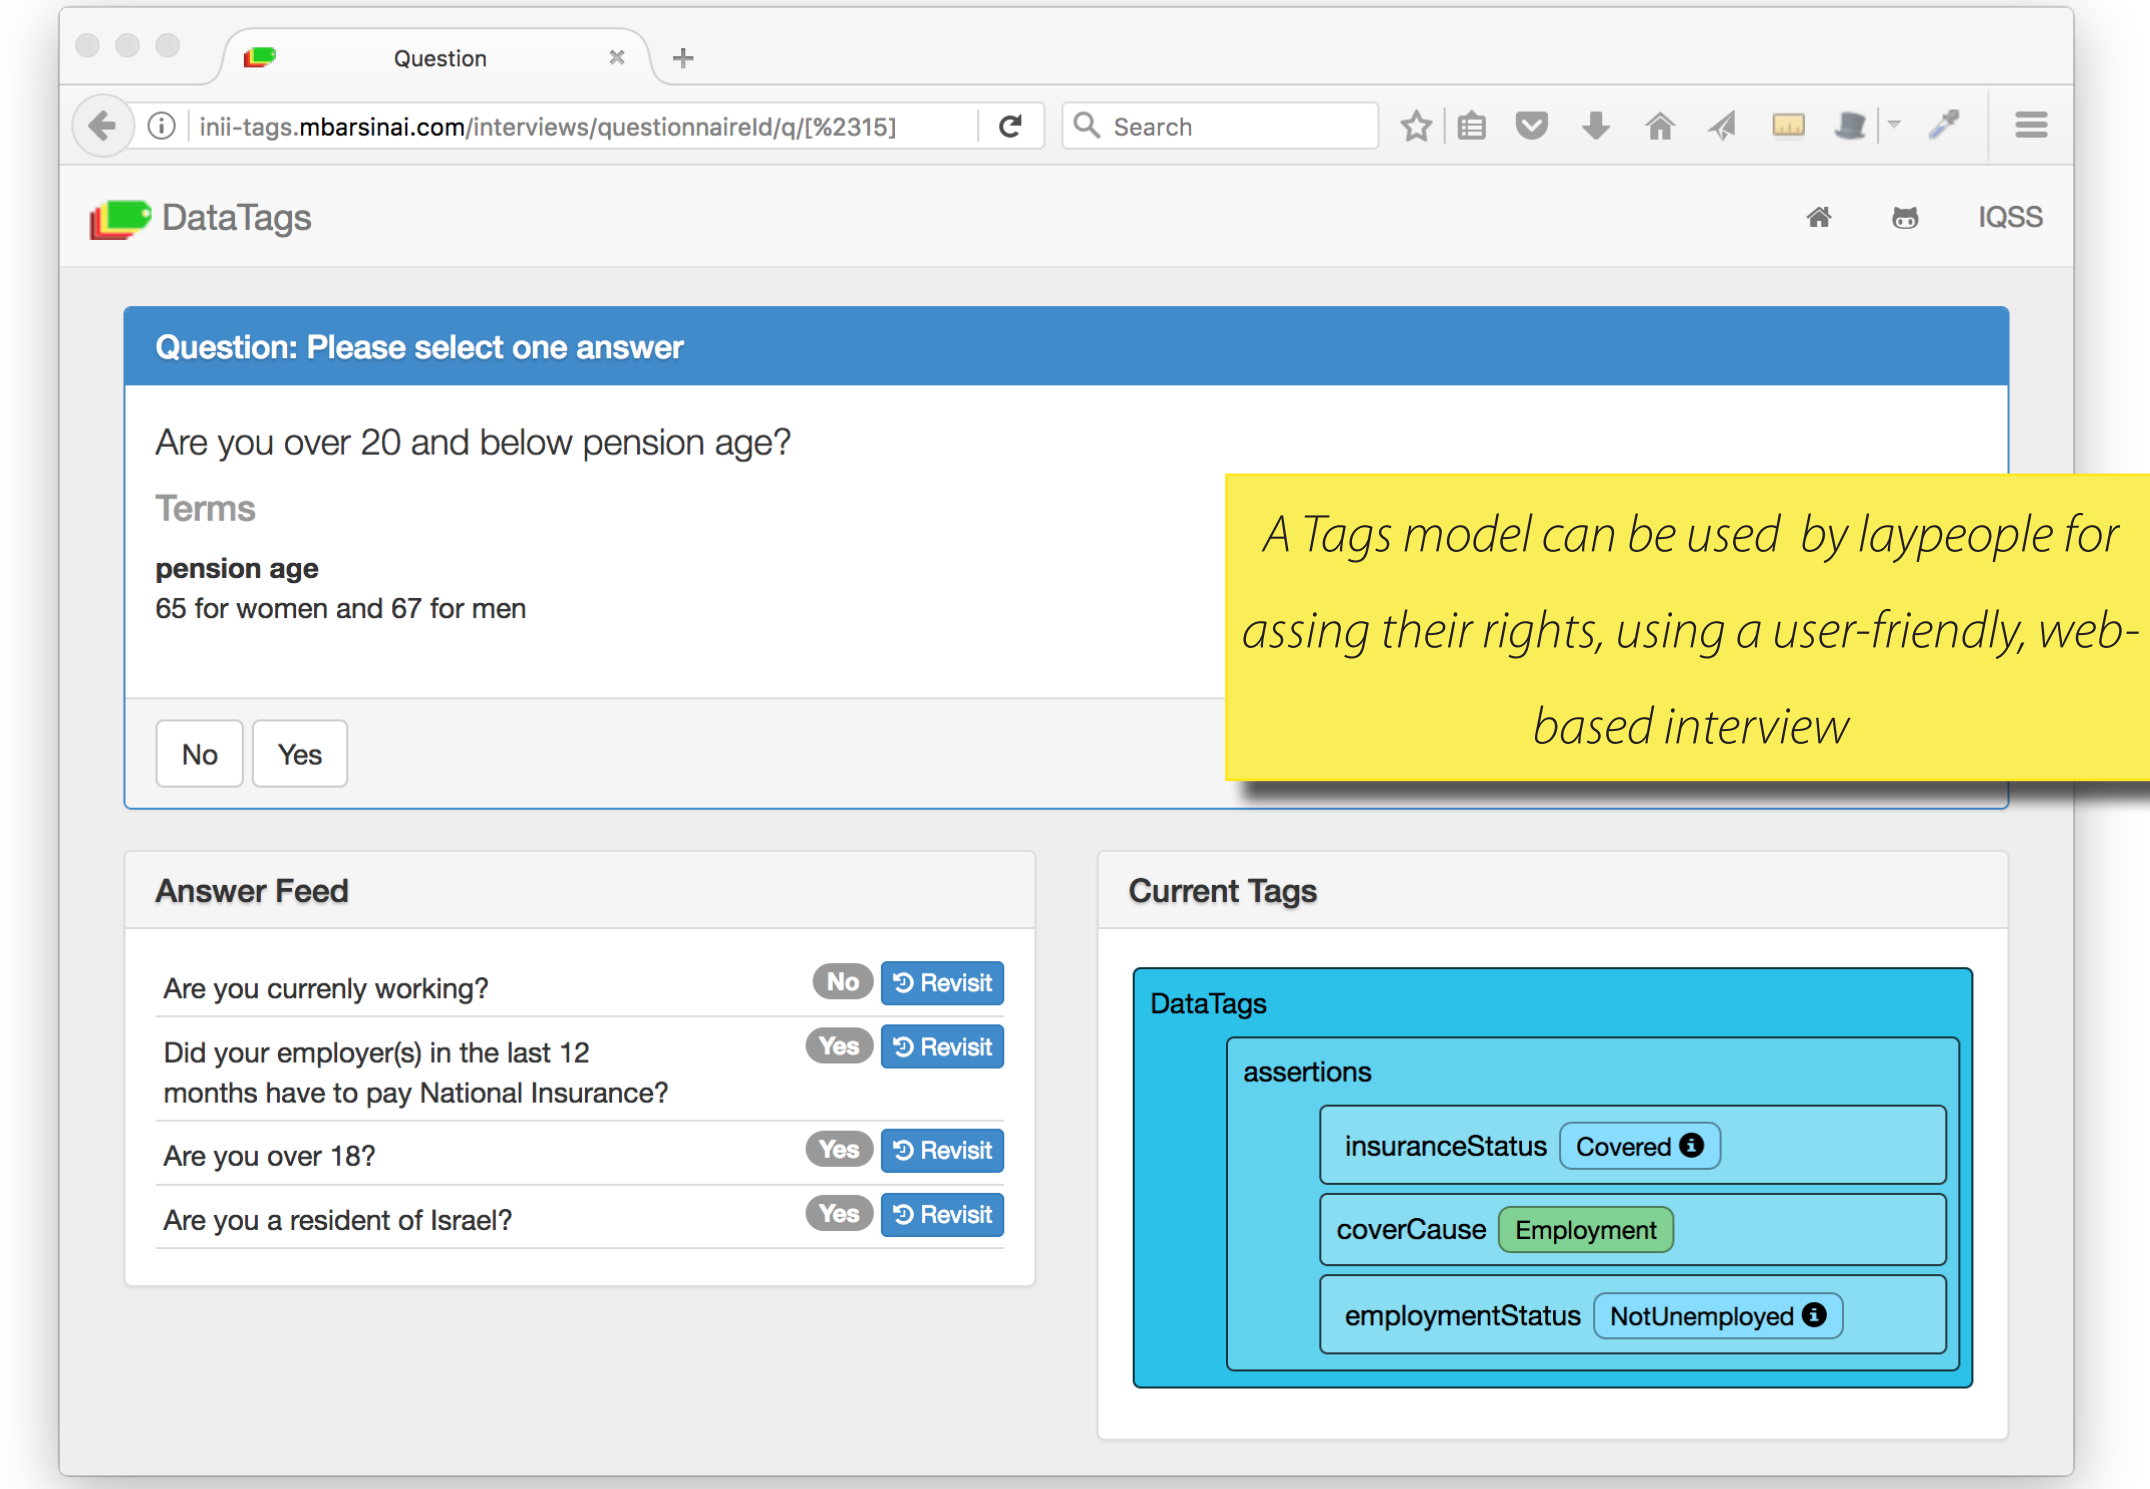 Question
inii-tags.mbarsinai.com/interviews/questionnaireId/q/[%2315]
Search
DataTags
IQSS
Question: Please select one answer
Are you over 20 and below pension age?
Terms
pension age
65 for women and 67 for men
No Yes
A Tags model can be used by laypeople for
assing their rights, using a user-friendly, web-
based interview
Answer Feed
Are you currenly working? No Revisit
Did your employer(s) in the last 12 Yes Revisit
months have to pay National Insurance?
Are you over 18? Yes Revisit
Are you a resident of Israel? Yes Revisit
Current Tags
DataTags
assertions
insuranceStatus Covered
coverCause Employment
employmentStatus NotUnemployed